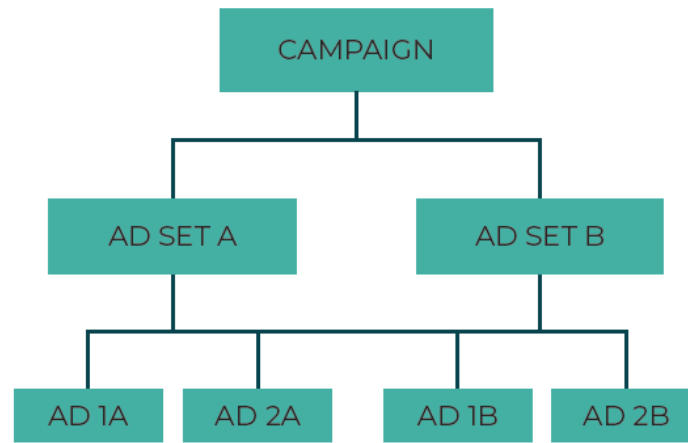 CAMPAIGN
AD SET A
AD SET B
AD 1A
AD 2A
AD 1B
AD 2B